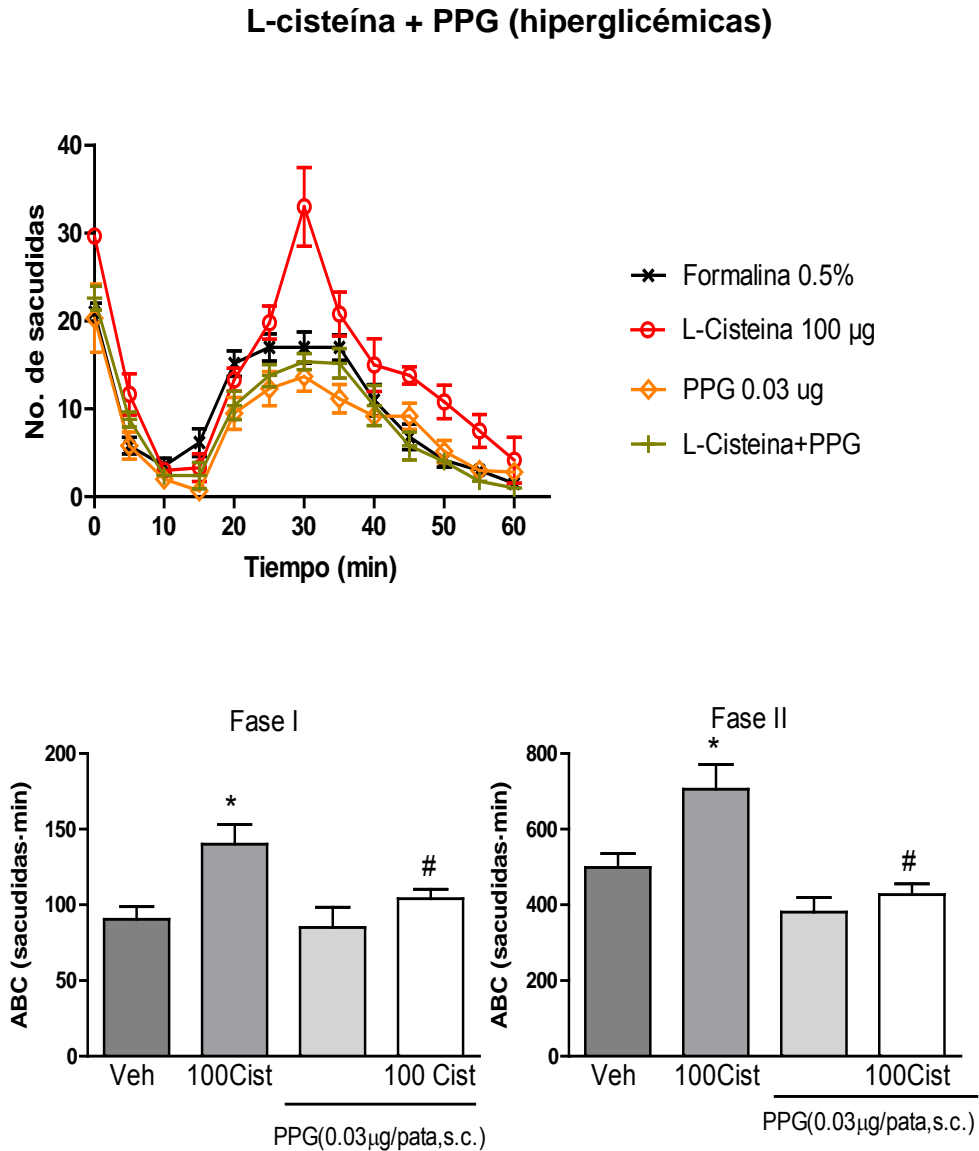 L-cisteína + PPG (hiperglicémicas)
No. de sacudidas
40
30
20
10
0
0 10 20 30 40 50 60
Tiempo (min)
Formalina 0.5%
L-Cisteina 100 µg
PPG 0.03 ug
L-Cisteina+PPG
Fase I
ABC (sacudidas-min)
200
150
100
50
0
*
#
Veh 100Cist 100 Cist
PPG(0.03µg/pata,s.c.)
Fase II
ABC (sacudidas-min)
800
600
400
200
0
*
#
Veh 100Cist 100Cist
PPG(0.03µg/pata,s.c.)